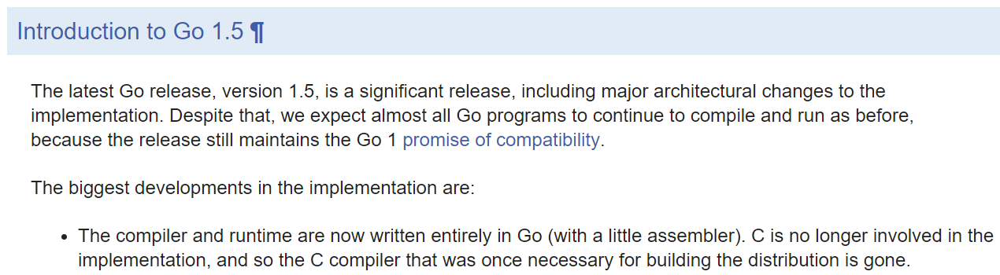 Introduction to Go 1.5 ¶
The latest Go release, version 1.5, is a significant release, including major architectural changes to the
implementation. Despite that, we expect almost all Go programs to continue to compile and run as before,
because the release still maintains the Go 1 promise of compatibility.
The biggest developments in the implementation are:
• The compiler and runtime are now written entirely in Go (with a little assembler). C is no longer involved in the
implementation, and so the C compiler that was once necessary for building the distribution is gone.